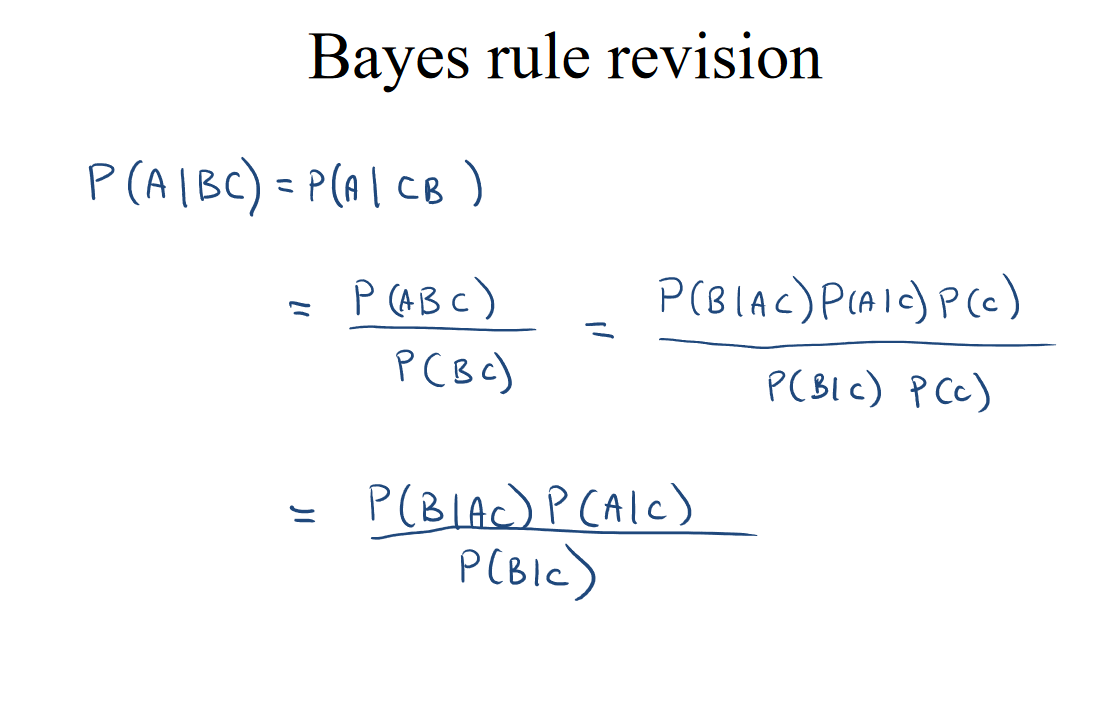 Bayes rule revision
P(A|BC) = P(A|CB)
= P(ABC) / P(BC) = P(B|AC)P(A|C)P(C) / P(B|C) P(C)
= P(B|AC)P(A|C) / P(B|C)